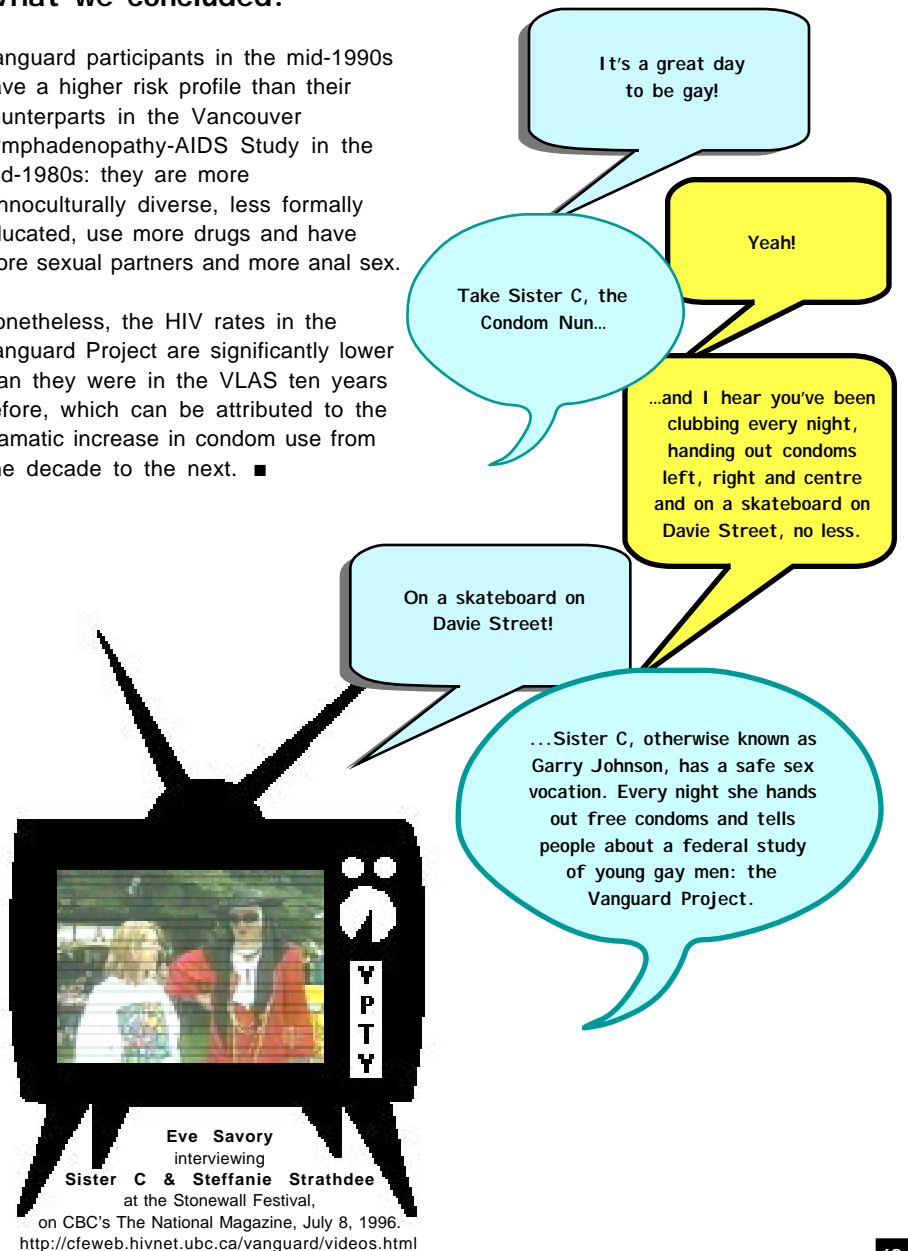 What we concluded?
anguard participants in the mid-1990s
ave a higher risk profile than their
ounterparts in the Vancouver
ymphadenopathy-AIDS Study in the
id-1980s: they are more
hnoculturally diverse, less formally
ducated, use more drugs and have
ore sexual partners and more anal sex.
onetheless, the HIV rates in the
anguard Project are significantly lower
an they were in the VLAS ten years
efore, which can be attributed to the
ramatic increase in condom use from
ne decade to the next. ■
It's a great day
to be gay!
Yeah!
Take Sister C, the
Condom Nun...
...and I hear you've been
clubbing every night,
handing out condoms
left, right and centre
and on a skateboard on
Davie Street, no less.
On a skateboard on
Davie Street!
...Sister C, otherwise known as
Garry Johnson, has a safe sex
vocation. Every night she hands
out free condoms and tells
people about a federal study
of young gay men: the
Vanguard Project.
V
P
T
V
Eve Savory
interviewing
Sister C & Steffanie Strathdee
at the Stonewall Festival,
on CBC's The National Magazine, July 8, 1996.
http://cfeweb.hivnet.ubc.ca/vanguard/videos.html